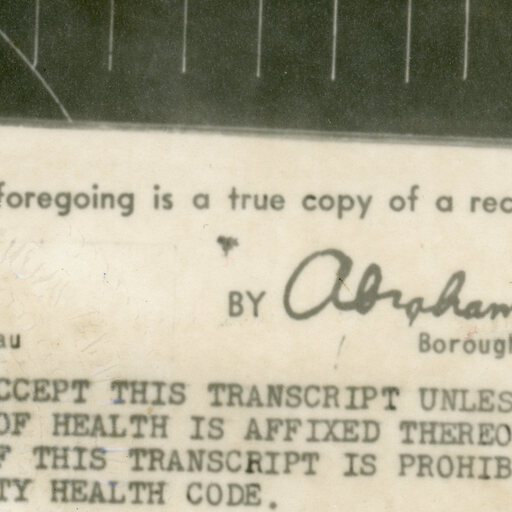 foregoing is a true copy of a rec
BY Abraham
au
Borough
CCEPT THIS TRANSCRIPT UNLES
OF HEALTH IS AFFIXED THEREO
F THIS TRANSCRIPT IS PROHIB
TY HEALTH CODE.